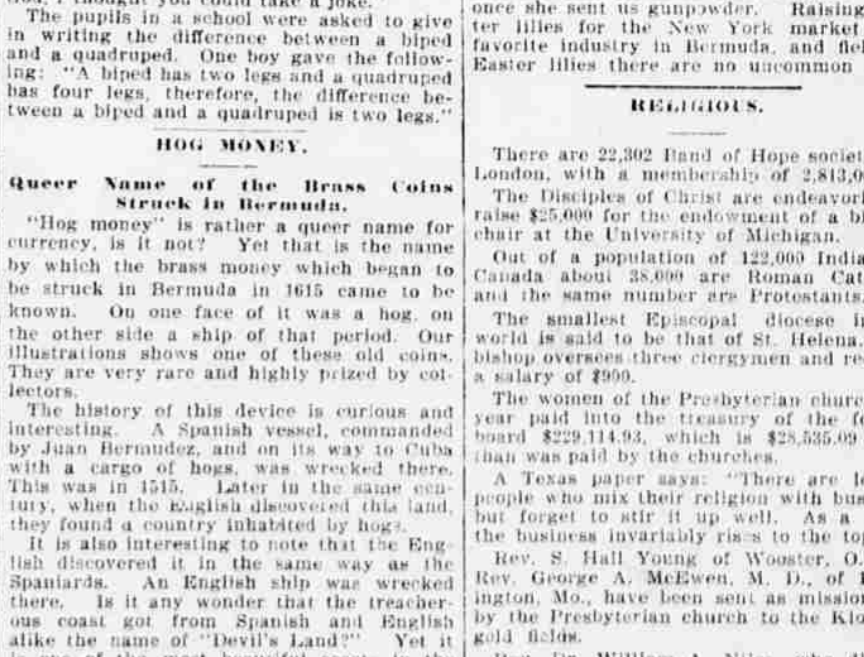 The pupils in a school were asked to give
in writing the difference between a biped
and a quadruped. One boy gave the follow-
ing: "A biped has two legs and a quadruped
has four legs, therefore, the difference be-
tween a biped and a quadruped is two legs."
HOG MONEY.
Queer Name of the Brass Coins
Struck in Bermuda.
"Hog money" is rather a queer name for
currency, is it not? Yet that is the name
by which the brass money which began to
be struck in Bermuda in 1615 came to be
known. On one face of it was a hog, on
the other side a ship of that period. Our
illustrations shows one of these old coins.
They are very rare and highly prized by col-
lectors.
The history of this device is curious and
interesting. A Spanish vessel, commanded
by Juan Bermudez, and on its way to Cuba
with a cargo of hogs, was wrecked there.
This was in 1515. Later in the same cen-
tury, when the English discovered this land,
they found a country inhabited by hogs.
It is also interesting to note that the Eng-
lish discovered it in the same way as the
Spaniards. An English ship was wrecked
there. Is it any wonder that the treacher-
ous coast got from Spanish and English
alike the name of "Devil's Land?" Yet it
once she sent us gunpowder. Raising
ter lilies for the New York market
favorite industry in Bermuda, and
Easter lilies there are no uncommon
RELIGIOUS.
There are 22,302 Band of Hope societ
London, with a membership of 2,813,0
The Disciples of Christ are endeavori
raise $25,000 for the endowment of a
chair at the University of Michigan.
Out of a population of 122,000 India
Canada about 38,000 are Roman Cat
and the same number are Protestants
The smallest Episcopal diocese i
world is said to be that of St. Helena.
bishop oversees three clergymen and re
a salary of $900.
The women of the Presbyterian churc
year paid into the treasury of the
board $229,114.93, which is $28,535.09
than was paid by the churches.
A Texas paper says: "There are
people who mix their religion with bus
but forget to stir it up well. As a
the business invariably rises to the top
Rev. S. Hall Young of Wooster, O.
Rev. George A. McEwen, M. D., of
ington, Mo., have been sent as mission
by the Presbyterian church to the Klo
gold fields.